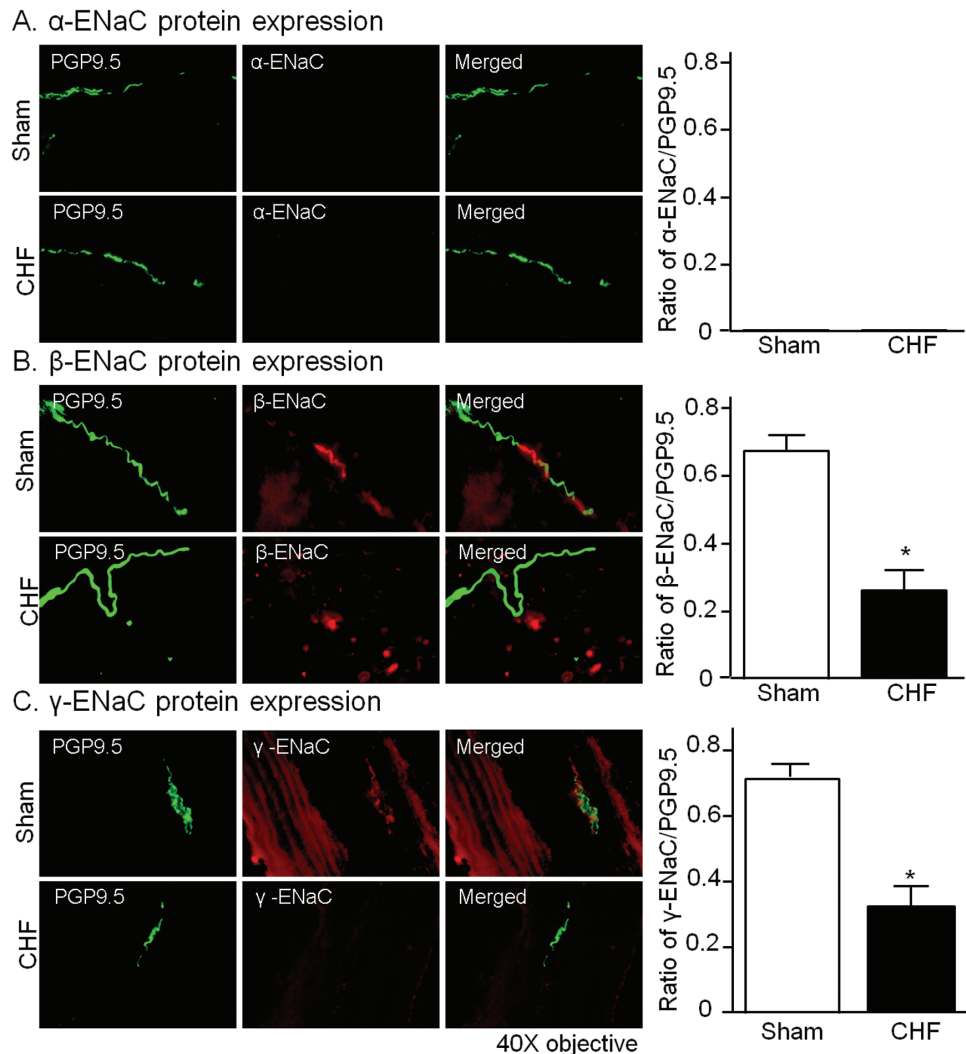 A. α-ENaC protein expression
PGP9.5 α-ENaC Merged
Sham
PGP9.5 α-ENaC Merged
CHF
Ratio of α-ENaC/PGP9.5
0.8
0.6
0.4
0.2
0
Sham CHF
B. β-ENaC protein expression
PGP9.5 β-ENaC Merged
Sham
PGP9.5 β-ENaC Merged
CHF
Ratio of β-ENaC/PGP9.5
0.8
0.6
0.4
0.2
0
*
Sham CHF
C. γ-ENaC protein expression
PGP9.5 γ -ENaC Merged
Sham
PGP9.5 γ -ENaC Merged
CHF
40X objective
Ratio of γ-ENaC/PGP9.5
0.8
0.6
0.4
0.2
0
*
Sham CHF